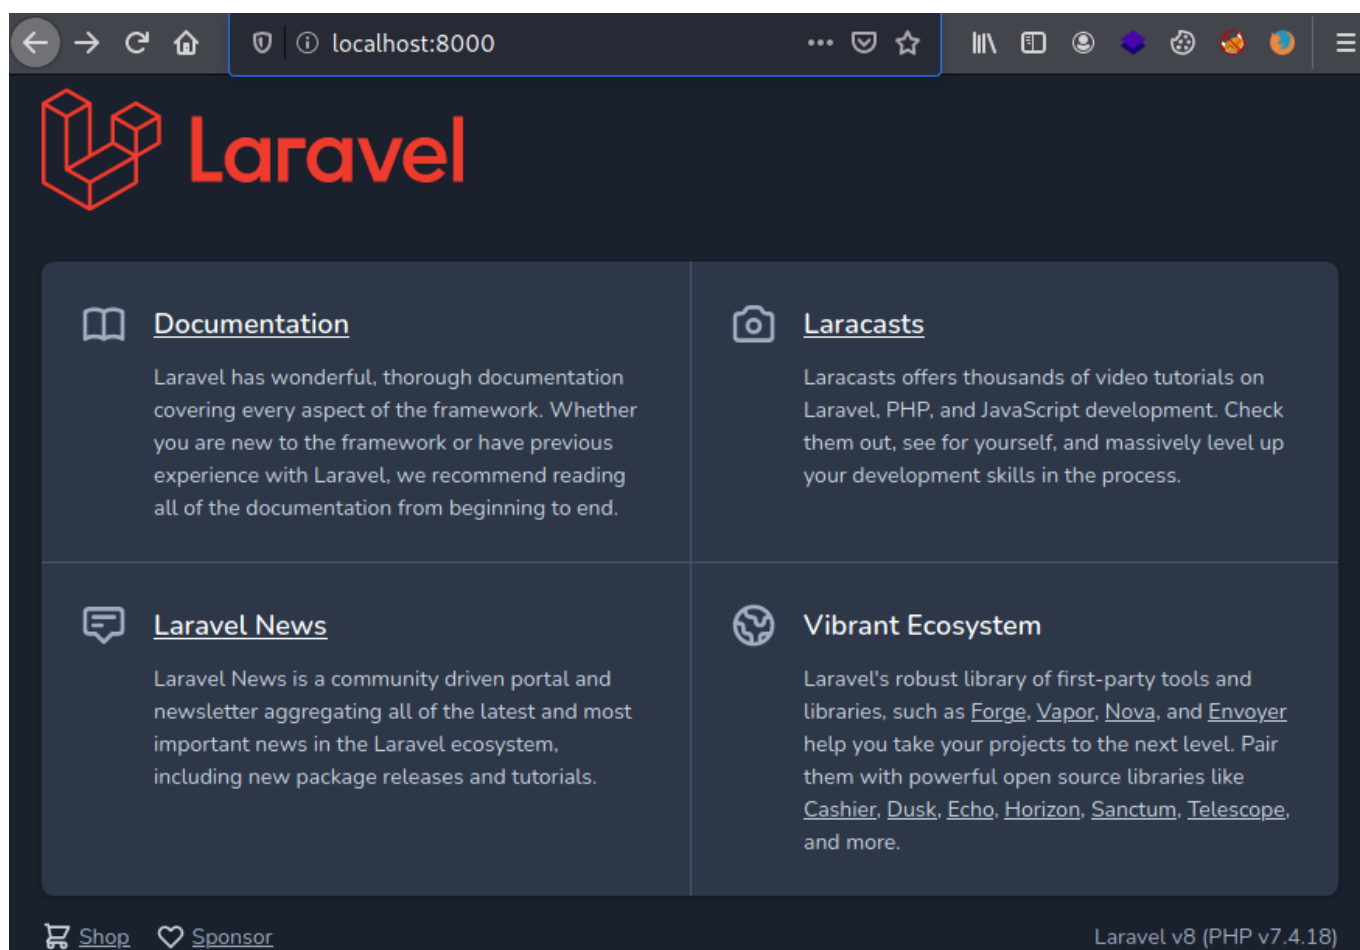 localhost:8000
Laravel
Documentation
Laravel has wonderful, thorough documentation
covering every aspect of the framework. Whether
you are new to the framework or have previous
experience with Laravel, we recommend reading
all of the documentation from beginning to end.
Laracasts
Laracasts offers thousands of video tutorials on
Laravel, PHP, and JavaScript development. Check
them out, see for yourself, and massively level up
your development skills in the process.
Laravel News
Laravel News is a community driven portal and
newsletter aggregating all of the latest and most
important news in the Laravel ecosystem,
including new package releases and tutorials.
Vibrant Ecosystem
Laravel's robust library of first-party tools and
libraries, such as Forge, Vapor, Nova, and Envoyer
help you take your projects to the next level. Pair
them with powerful open source libraries like
Cashier, Dusk, Echo, Horizon, Sanctum, Telescope,
and more.
Shop Sponsor
Laravel v8 (PHP v7.4.18)